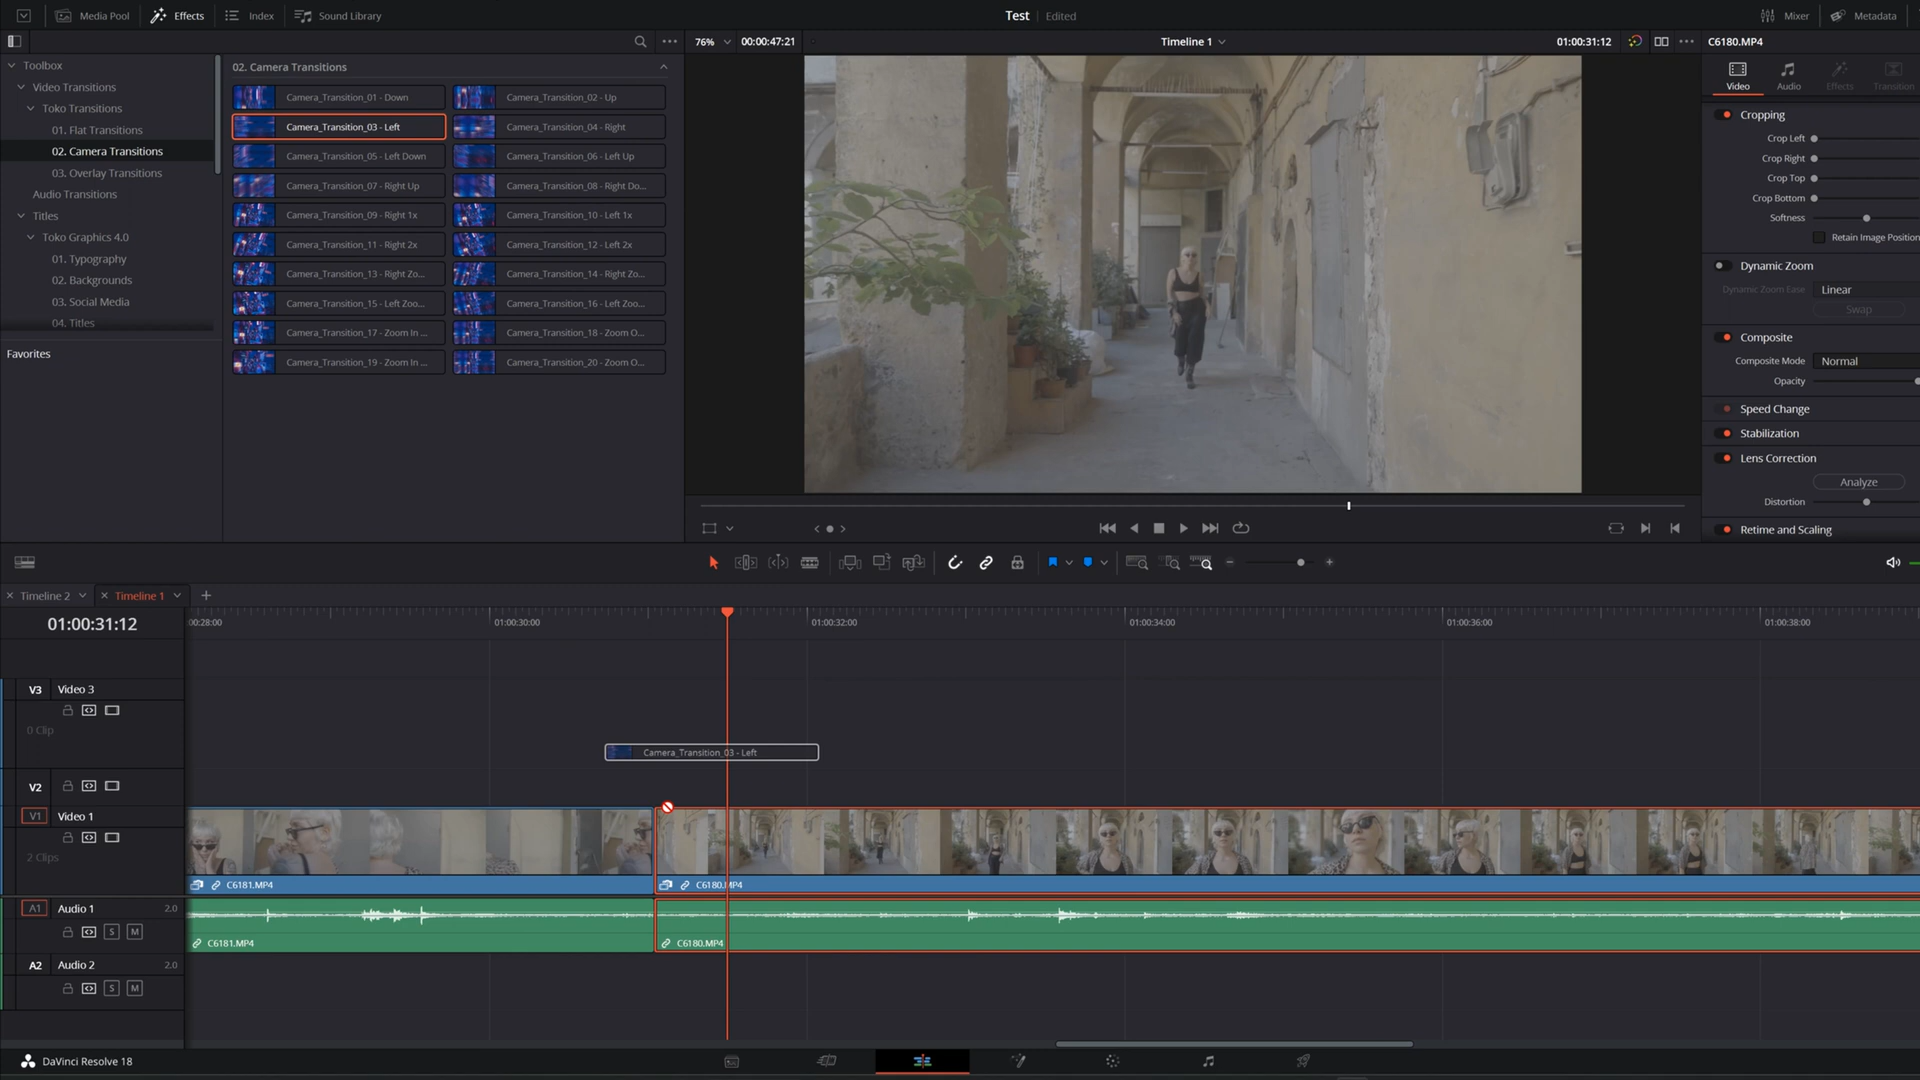 Media Pool
Effects
Index
Sound Library
Test
Edited
Mixer
Metadata
76%
00:00:47:21
Timeline 1
01:00:31:12
C6180.MP4
Toolbox
Video Transitions
Toko Transitions
01. Flat Transitions
02. Camera Transitions
03. Overlay Transitions
Audio Transitions
Titles
Toko Graphics 4.0
01. Typography
02. Backgrounds
03. Social Media
04. Titles
Favorites
02. Camera Transitions
Camera_Transition_01 - Down
Camera_Transition_02 - Up
Camera_Transition_03 - Left
Camera_Transition_04 - Right
Camera_Transition_05 - Left Down
Camera_Transition_06 - Left Up
Camera_Transition_07 - Right Up
Camera_Transition_08 - Right Do...
Camera_Transition_09 - Right 1x
Camera_Transition_10 - Left 1x
Camera_Transition_11 - Right 2x
Camera_Transition_12 - Left 2x
Camera_Transition_13 - Right Zo...
Camera_Transition_14 - Right Zo...
Camera_Transition_15 - Left Zoo...
Camera_Transition_16 - Left Zoo...
Camera_Transition_17 - Zoom In ...
Camera_Transition_18 - Zoom O...
Camera_Transition_19 - Zoom In ...
Camera_Transition_20 - Zoom O...
Video
Audio
Effects
Transition
Cropping
Crop Left
Crop Right
Crop Top
Crop Bottom
Softness
Retain Image Position
Dynamic Zoom
Dynamic Zoom Ease
Linear
Swap
Composite
Composite Mode
Normal
Opacity
Speed Change
Stabilization
Lens Correction
Analyze
Distortion
Retime and Scaling
Timeline 2
Timeline 1
01:00:31:12
00:28:00
01:00:30:00
01:00:32:00
01:00:34:00
01:00:36:00
01:00:38:00
V3
Video 3
0 Clip
Camera_Transition_03 - Left
V2
V1
Video 1
2 Clips
C6181.MP4
C6180.MP4
A1
Audio 1
2.0
S
M
C6181.MP4
C6180.MP4
A2
Audio 2
2.0
S
M
DaVinci Resolve 18